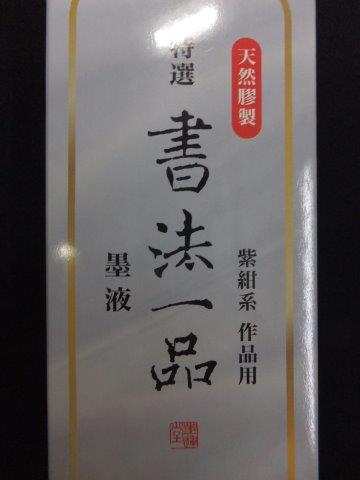 天然膠製
紫紺系 作品用
特選
書法一品
墨液